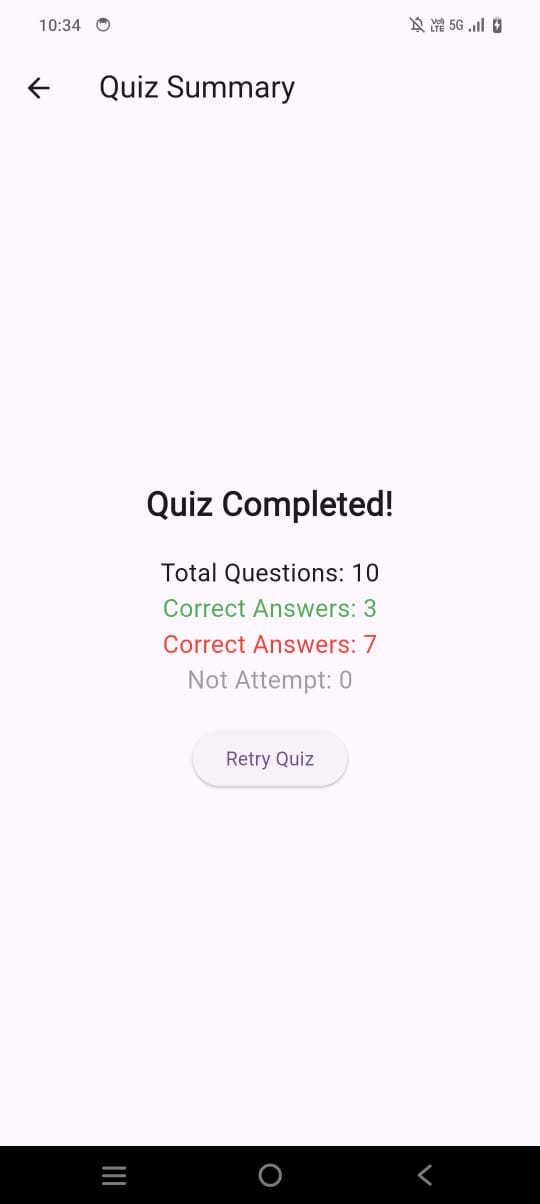 10:34
Vo) LTE 5G
Quiz Summary
Quiz Completed!
Total Questions: 10
Correct Answers: 3
Correct Answers: 7
Not Attempt: 0
Retry Quiz